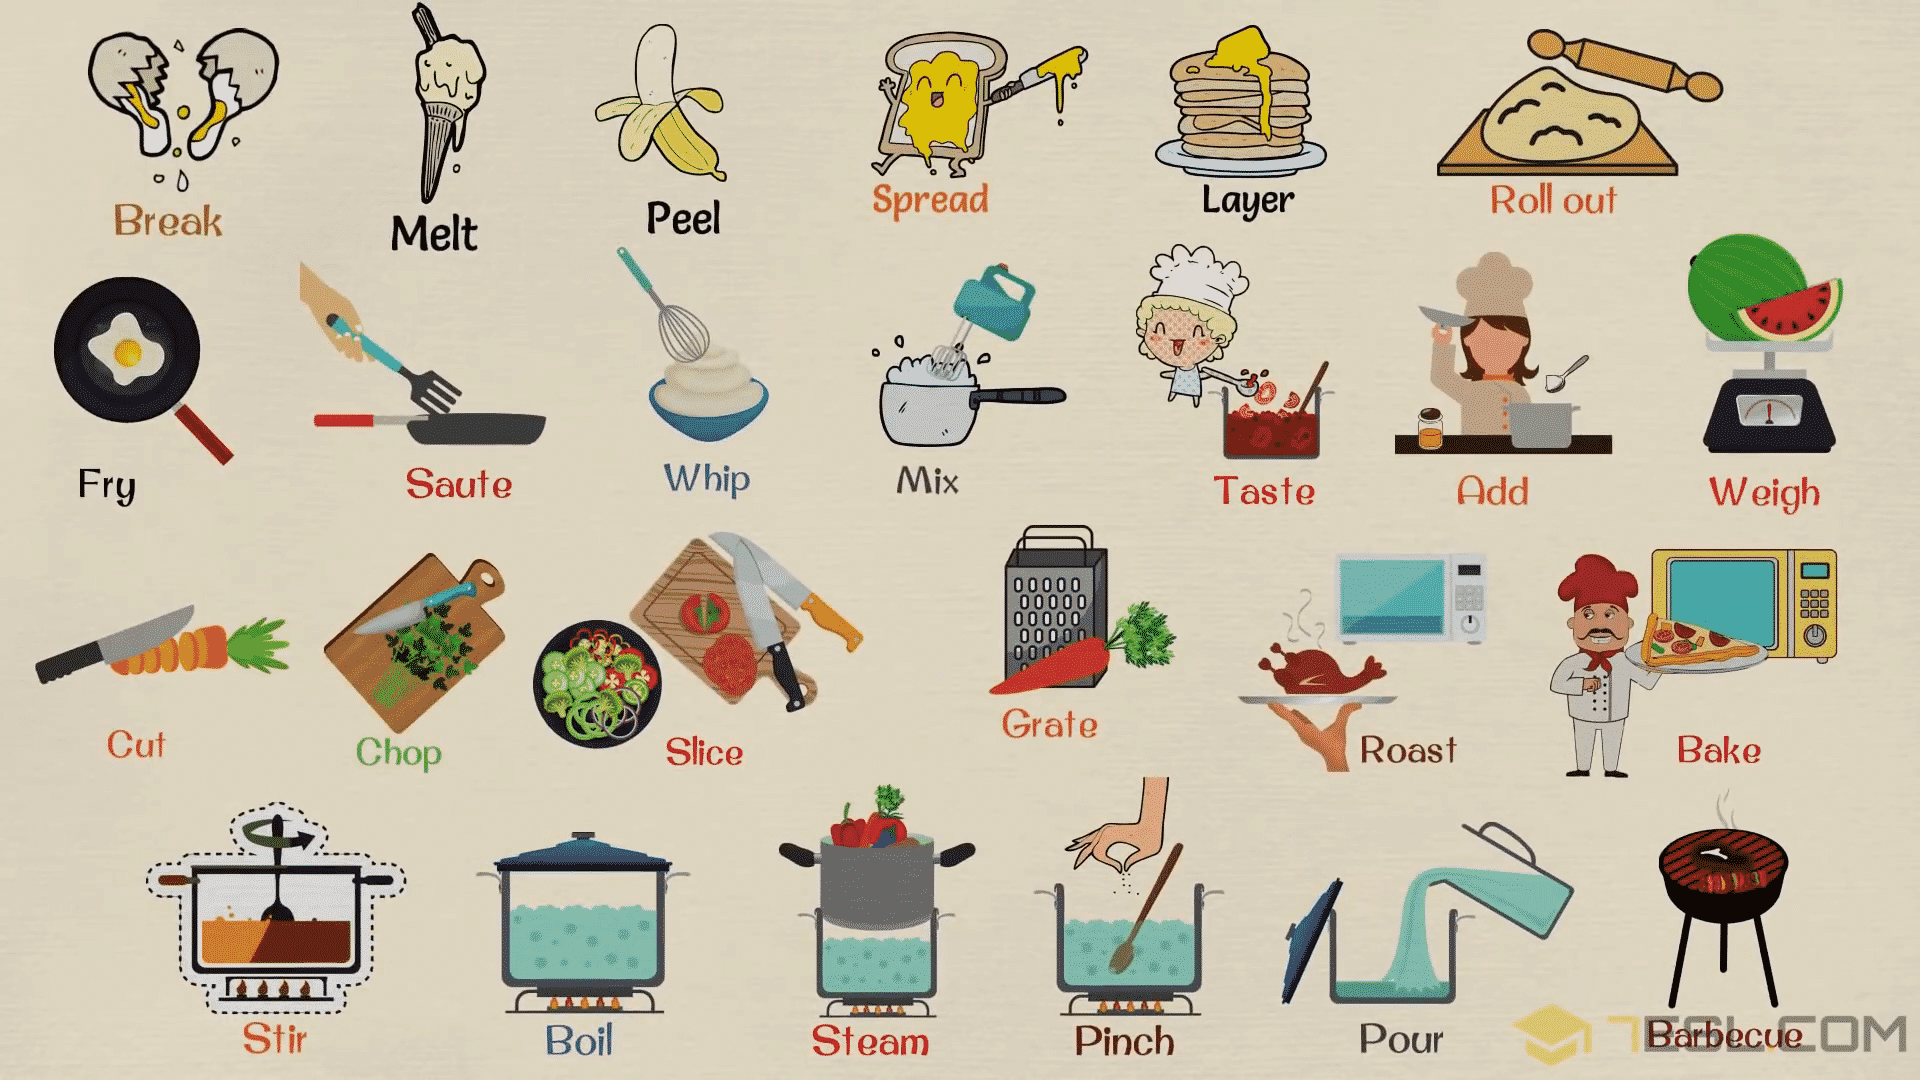 Break
Melt
Peel
Spread
Layer
Roll out
Fry
Saute
Whip
Mix
Taste
Add
Weigh
Cut
Chop
Slice
Grate
Roast
Bake
Stir
Boil
Steam
Pinch
Pour
Barbecue
7ESL.COM